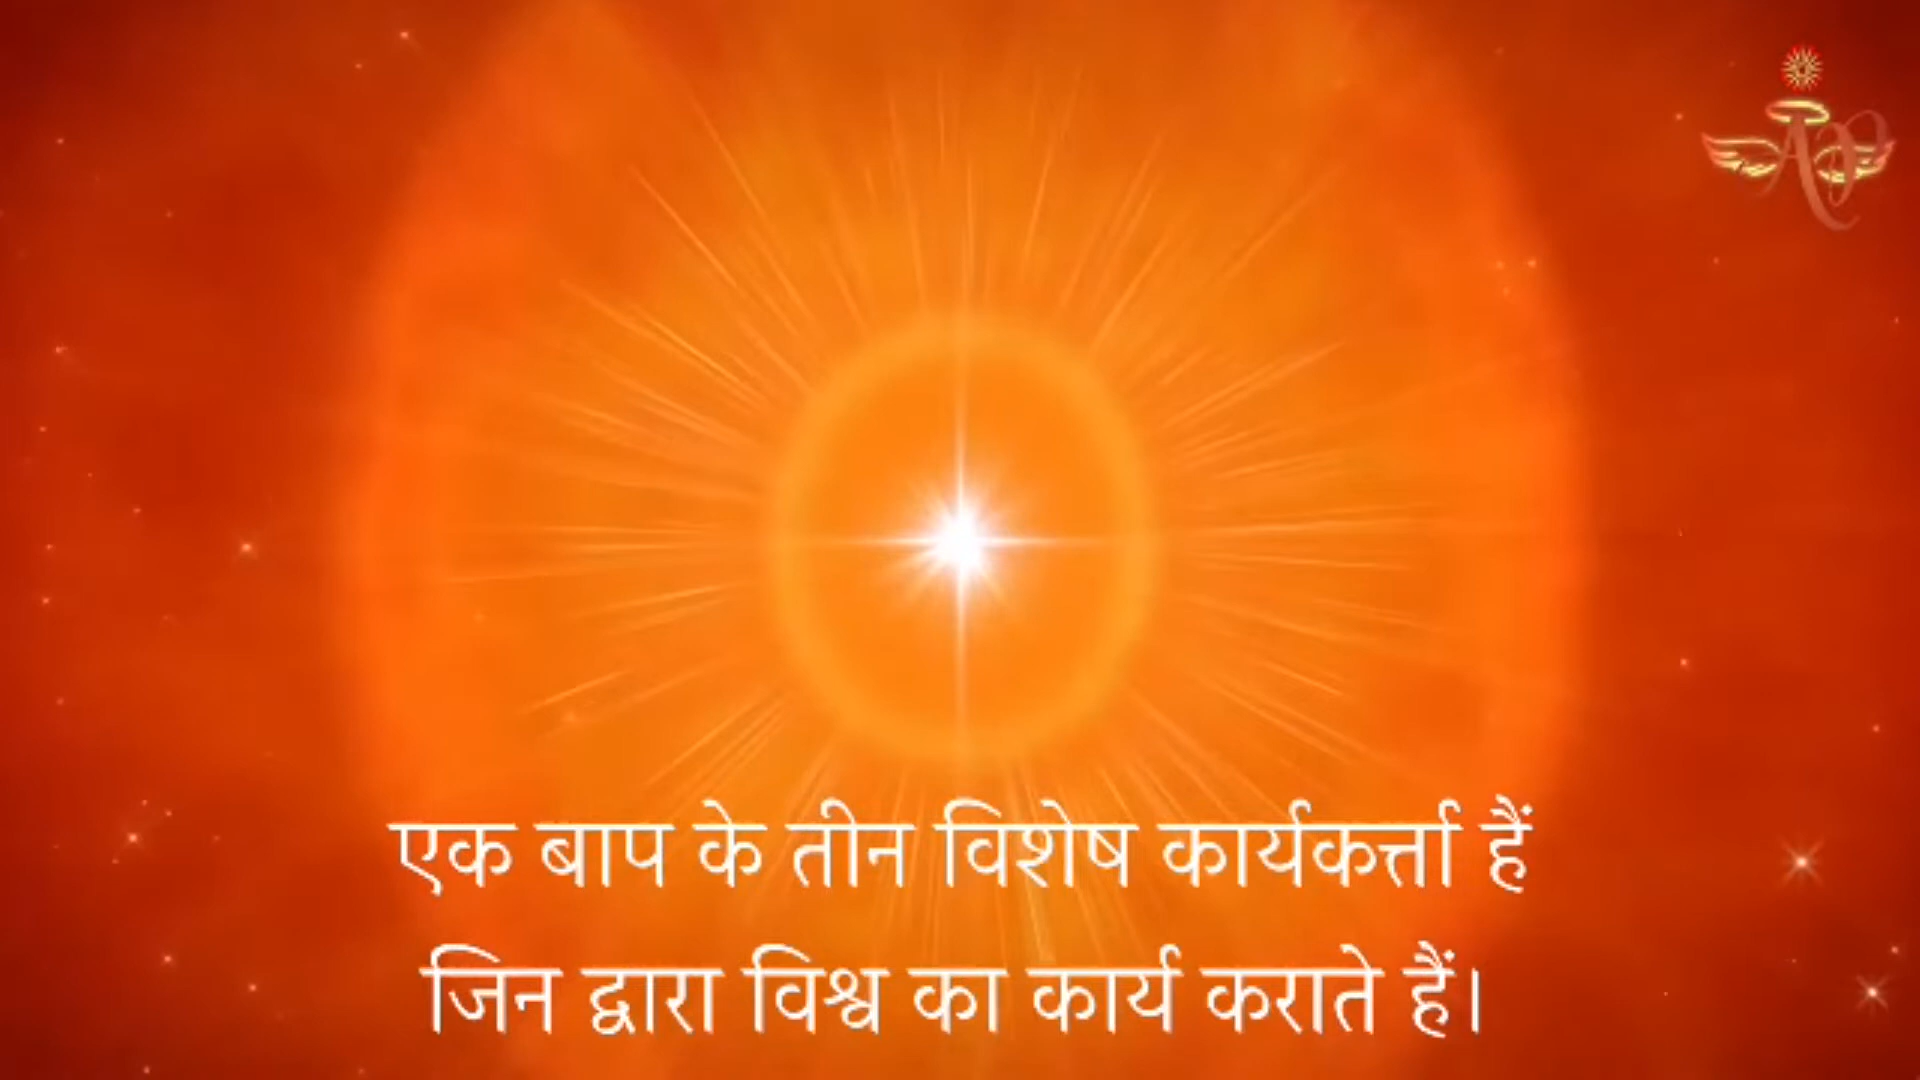 एक बाप के तीन विशेष कार्यकर्त्ता हैं
जिन द्वारा विश्व का कार्य कराते हैं।